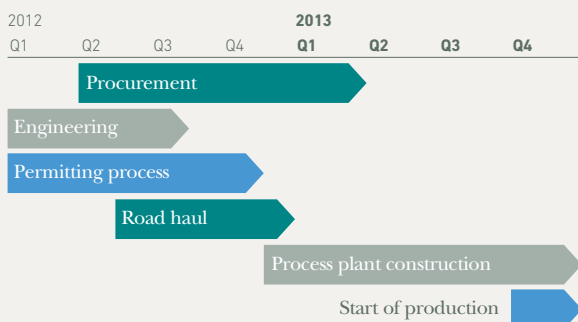 2012 2013
Q1 Q2 Q3 Q4 Q1 Q2 Q3 Q4
Procurement
Engineering
Permitting process
Road haul
Process plant construction
Start of production